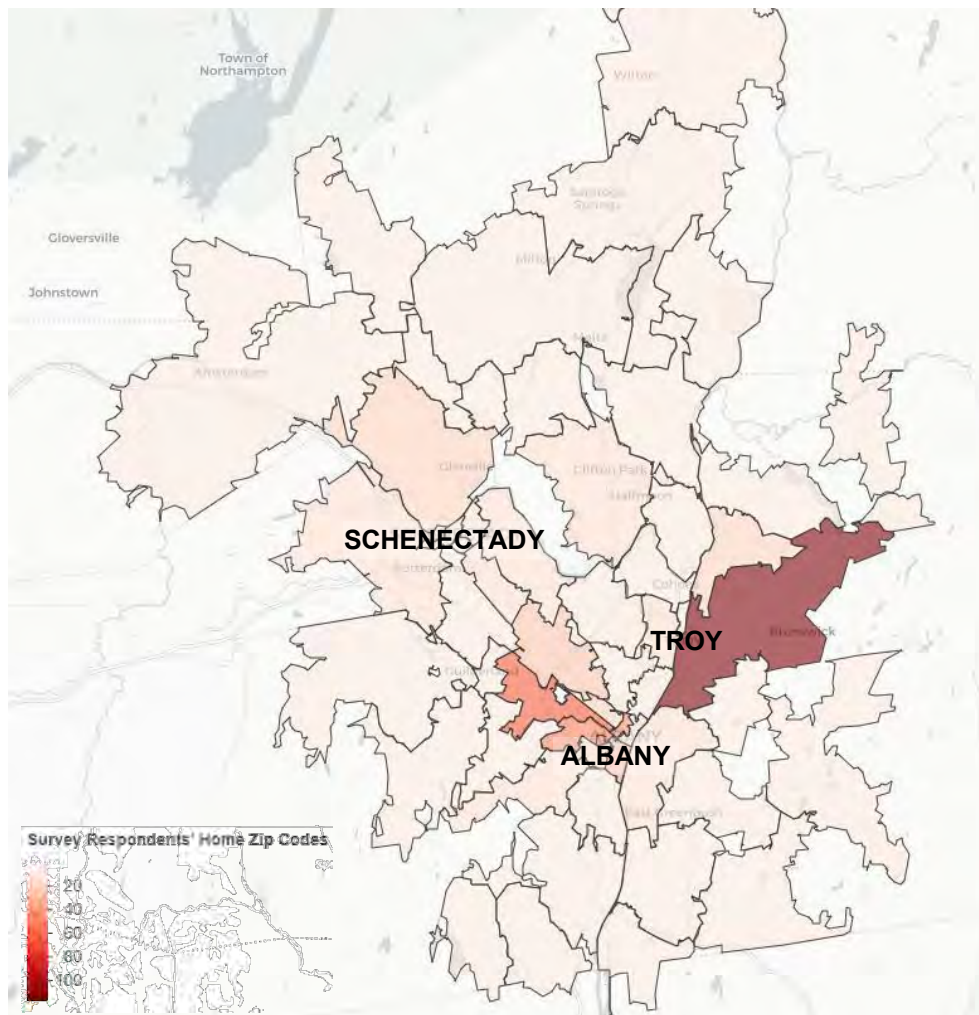 Town of
Northampton
Wilton
Saratoga
Springs
Gloversville
Milton
Johnstown
Malta
Amsterdam
Glenville
Clifton Park
Halfmoon
SCHENECTADY
Rotterdam
Cohoes
TROY
Brunswick
Guilderland
ALBANY
ALBANY
East Greenbush
Survey Respondents' Home Zip Codes
20
40
60
80
100